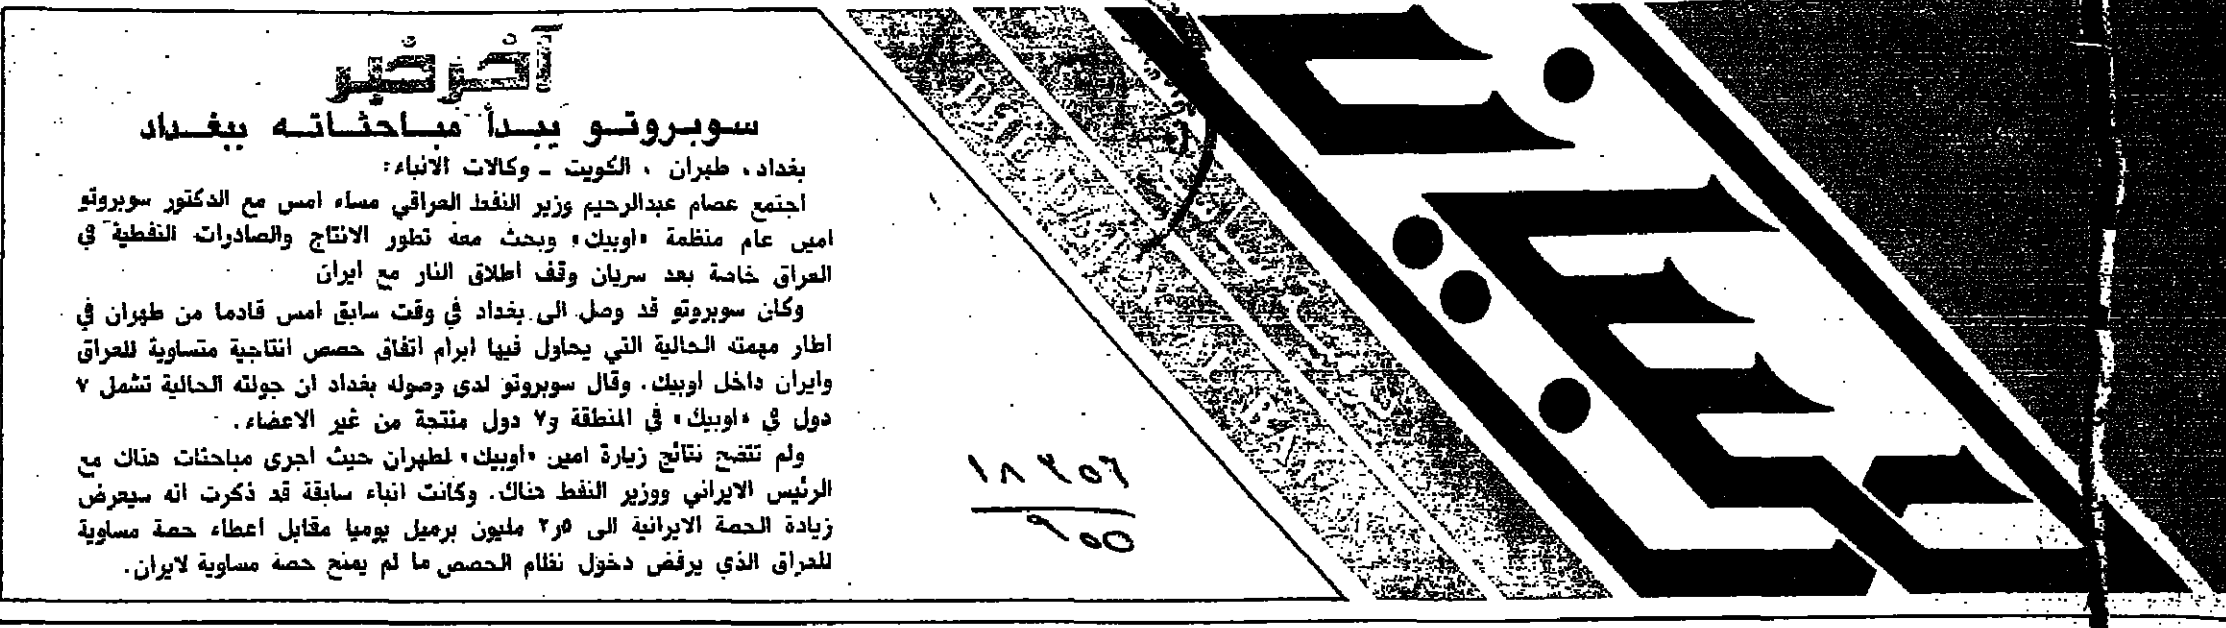 آخر خبر
سوبروتو يبدأ مباحثاته ببغداد
بغداد، طهران ، الكويت ـ وكالات الانباء:
اجتمع عصام عبدالرحيم وزير النفط العراقي مساء امس مع الدكتور سوبروتو
امين عام منظمة «اوبيك» وبحث معه تطور الانتاج والصادرات النفطية في
العراق خاصة بعد سريان وقف اطلاق النار مع ايران
وكان سوبروتو قد وصل الى بغداد في وقت سابق امس قادما من طهران في
اطار مهمته الحالية التي يحاول فيها ابرام اتفاق حصص انتاجية متساوية للعراق
وايران داخل اوبيك. وقال سوبروتو لدى وصوله بغداد ان جولته الحالية تشمل ٧
دول في «اوبيك» في المنطقة و٧ دول منتجة من غير الاعضاء.
ولم تتضح نتائج زيارة امين «اوبيك» لطهران حيث اجرى مباحثات هناك مع
الرئيس الايراني ووزير النفط هناك. وكانت انباء سابقة قد ذكرت انه سيعرض
زيادة الحصة الايرانية الى ٥ر٢ مليون برميل يوميا مقابل اعطاء حصة مساوية
للعراق الذي يرفض دخول نظام الحصص ما لم يمنح حصة مساوية لايران.
١٨٣٥٦
٩٥٥